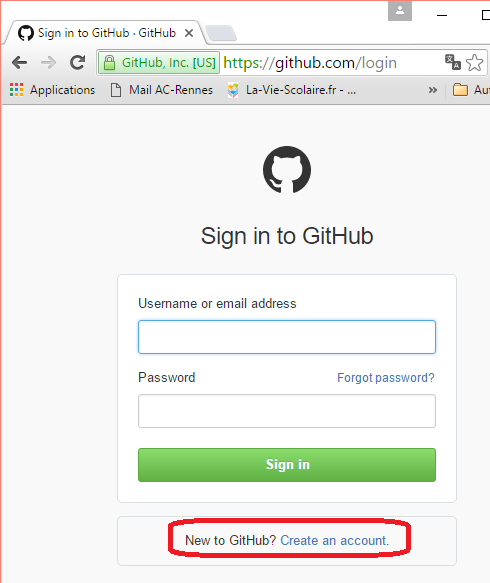 Sign in to GitHub · GitHub
GitHub, Inc. [US] https://github.com/login
Applications Mail AC-Rennes La-Vie-Scolaire.fr - ... » Aut
Sign in to GitHub
Username or email address
Password Forgot password?
Sign in
New to GitHub? Create an account.